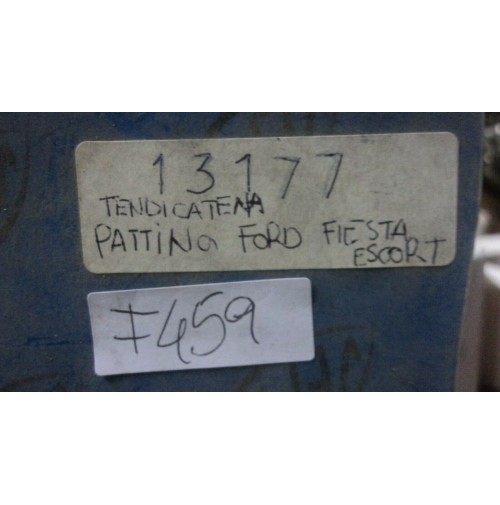 13177
TENDICATENA
PATTINO FORD FIESTA
ESCORT
F459